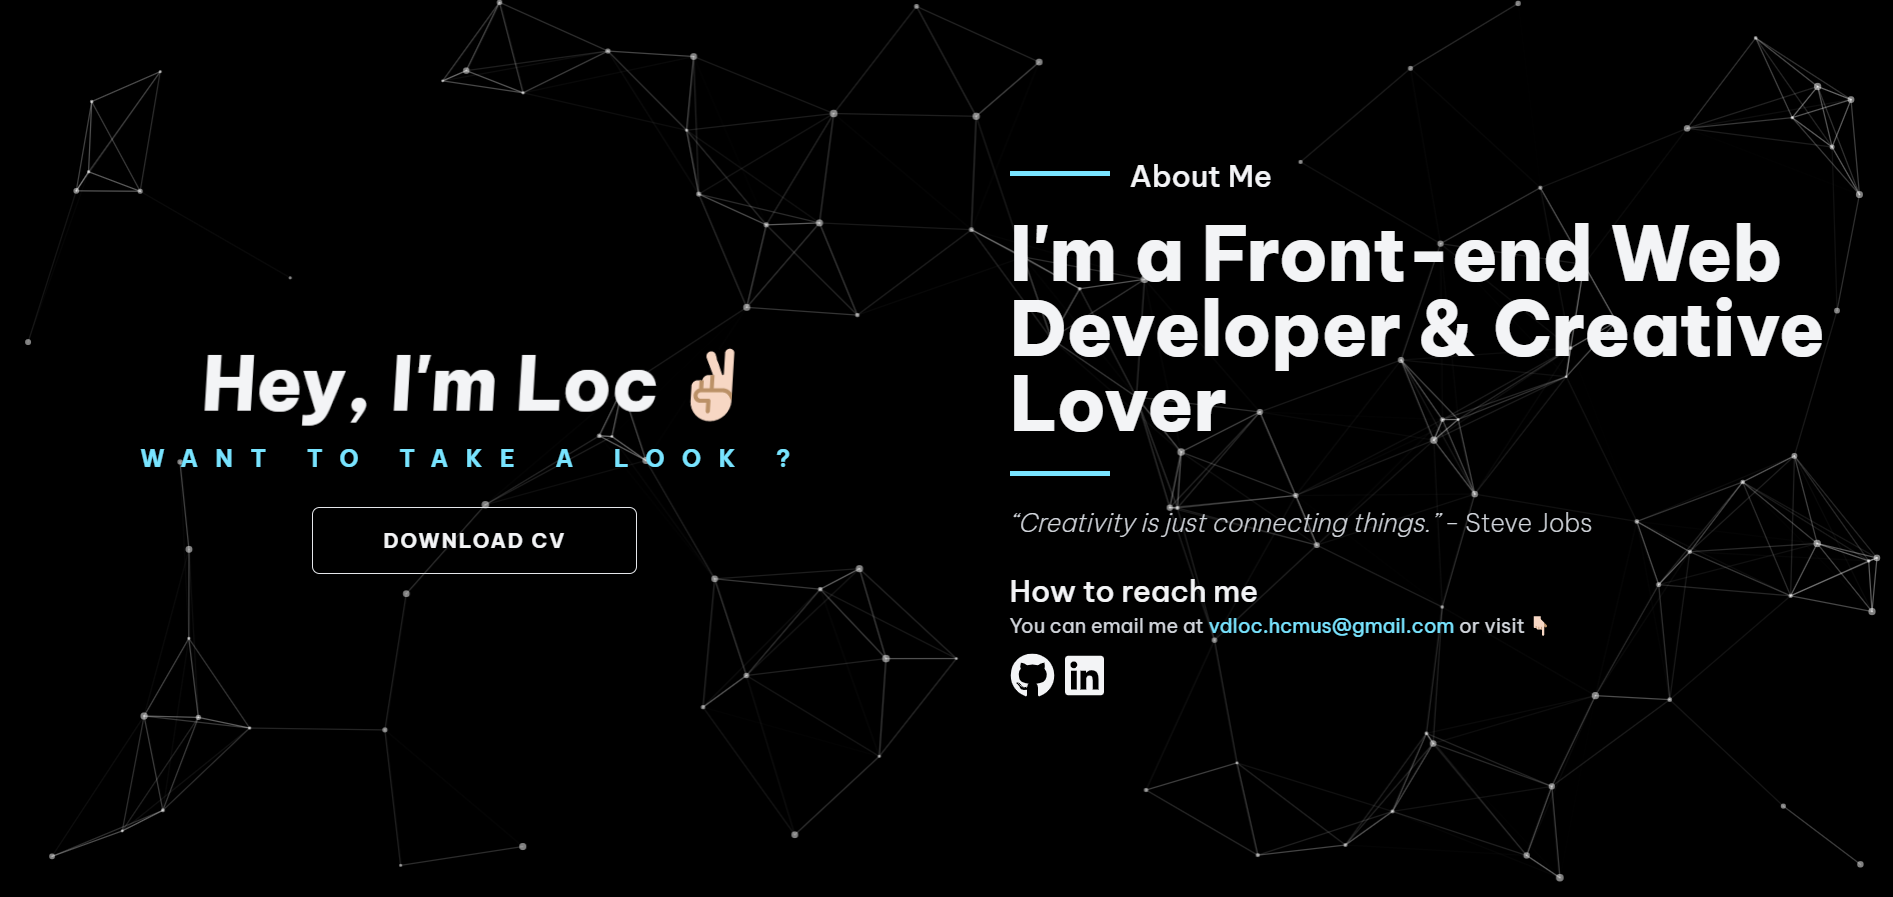 Hey, I'm Loc ✌🏻
WANT TO TAKE A LOOK ?
DOWNLOAD CV
About Me
I'm a Front-end Web
Developer & Creative
Lover
“Creativity is just connecting things.” – Steve Jobs
How to reach me
You can email me at vdloc.hcmus@gmail.com or visit 👇🏻
in